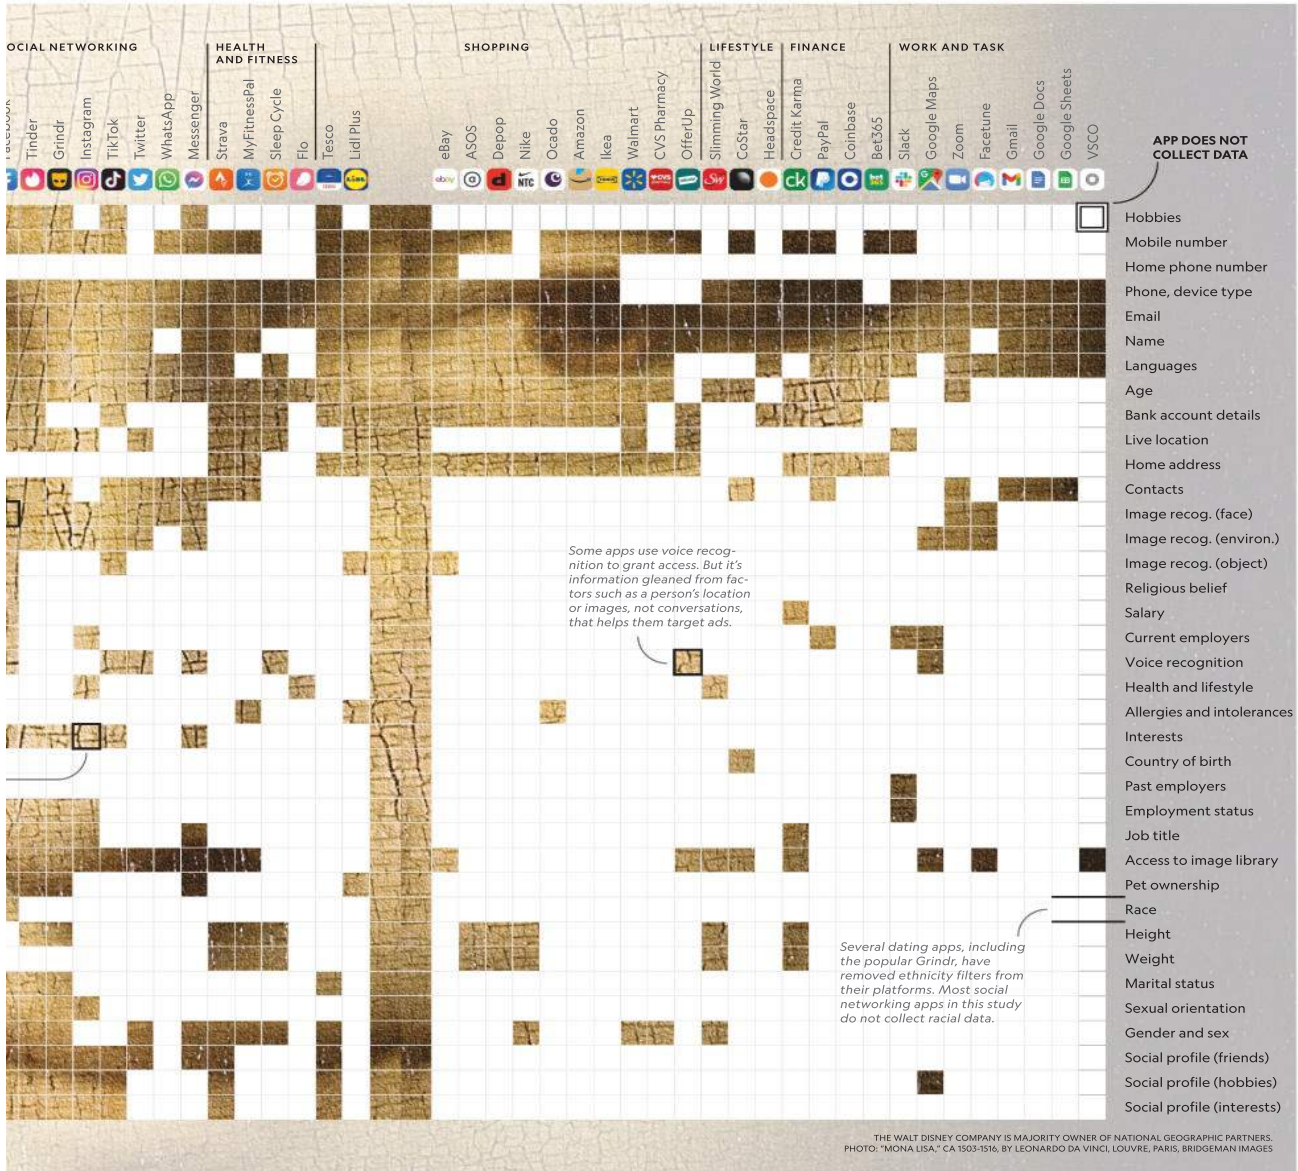 OCIAL NETWORKING
HEALTH
AND FITNESS
SHOPPING
LIFESTYLE
FINANCE
WORK AND TASK
Facebook
Tinder
Grindr
Instagram
TikTok
Twitter
WhatsApp
Messenger
Strava
MyFitnessPal
Sleep Cycle
Flo
Tesco
Lidl Plus
eBay
ASOS
Depop
Nike
Ocado
Amazon
Ikea
Walmart
CVS Pharmacy
OfferUp
Slimming World
CoStar
Headspace
Credit Karma
PayPal
Coinbase
Bet365
Slack
Google Maps
Zoom
Facetune
Gmail
Google Docs
Google Sheets
VSCO
APP DOES NOT
COLLECT DATA
Hobbies
Mobile number
Home phone number
Phone, device type
Email
Name
Languages
Age
Bank account details
Live location
Home address
Contacts
Image recog. (face)
Image recog. (environ.)
Image recog. (object)
Religious belief
Salary
Current employers
Voice recognition
Health and lifestyle
Allergies and intolerances
Interests
Country of birth
Past employers
Employment status
Job title
Access to image library
Pet ownership
Race
Height
Weight
Marital status
Sexual orientation
Gender and sex
Social profile (friends)
Social profile (hobbies)
Social profile (interests)
Some apps use voice recog-
nition to grant access. But it's
information gleaned from fac-
tors such as a person's location
or images, not conversations,
that helps them target ads.
Several dating apps, including
the popular Grindr, have
removed ethnicity filters from
their platforms. Most social
networking apps in this study
do not collect racial data.
THE WALT DISNEY COMPANY IS MAJORITY OWNER OF NATIONAL GEOGRAPHIC PARTNERS.
PHOTO: "MONA LISA," CA 1503-1516, BY LEONARDO DA VINCI, LOUVRE, PARIS, BRIDGEMAN IMAGES